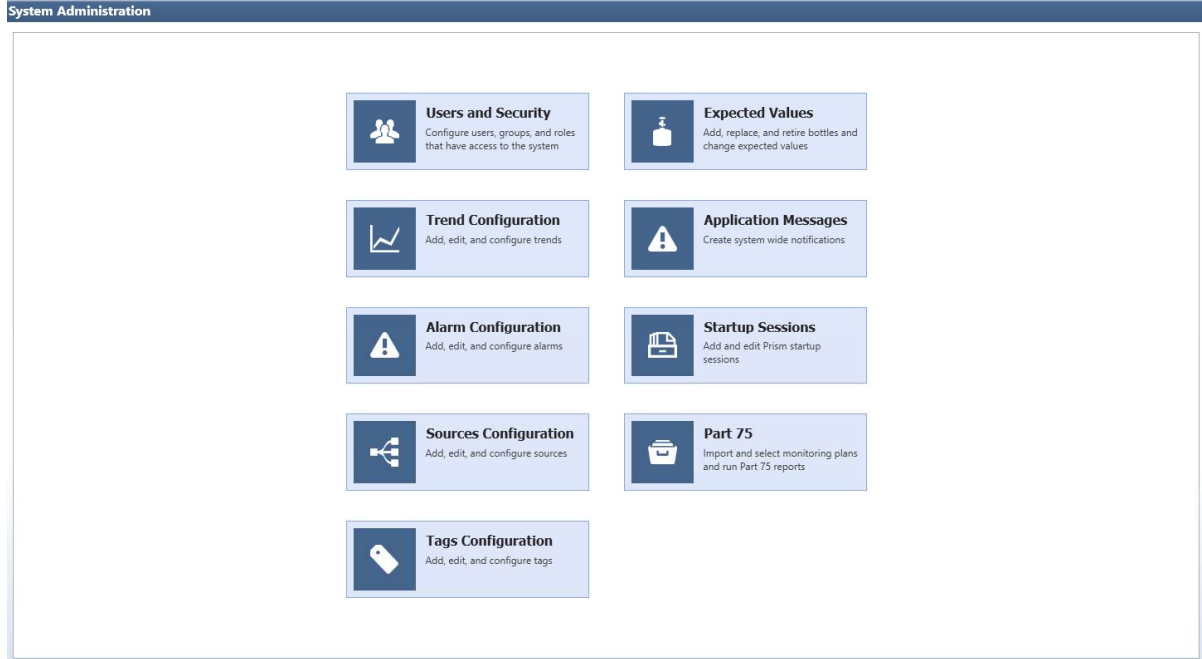 System Administration
Users and Security
Configure users, groups, and roles
that have access to the system
Expected Values
Add, replace, and retire bottles and
change expected values
Trend Configuration
Add, edit, and configure trends
Application Messages
Create system wide notifications
Alarm Configuration
Add, edit, and configure alarms
Startup Sessions
Add and edit Prism startup
sessions
Sources Configuration
Add, edit, and configure sources
Part 75
Import and select monitoring plans
and run Part 75 reports
Tags Configuration
Add, edit, and configure tags